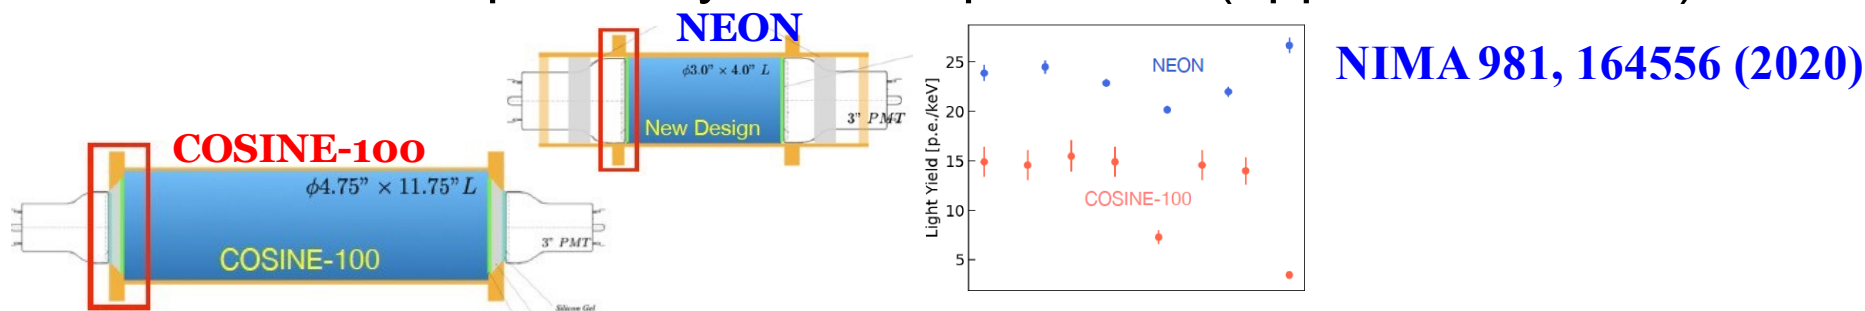 NEON
NIMA 981, 164556 (2020)
ϕ3.0" × 4.0" L
3" PMT
New Design
COSINE-100
ϕ4.75" × 11.75" L
3" PMT
COSINE-100
Silicon Gel
Light Yield [p.e./keV]
25
20
15
10
5
NEON
COSINE-100